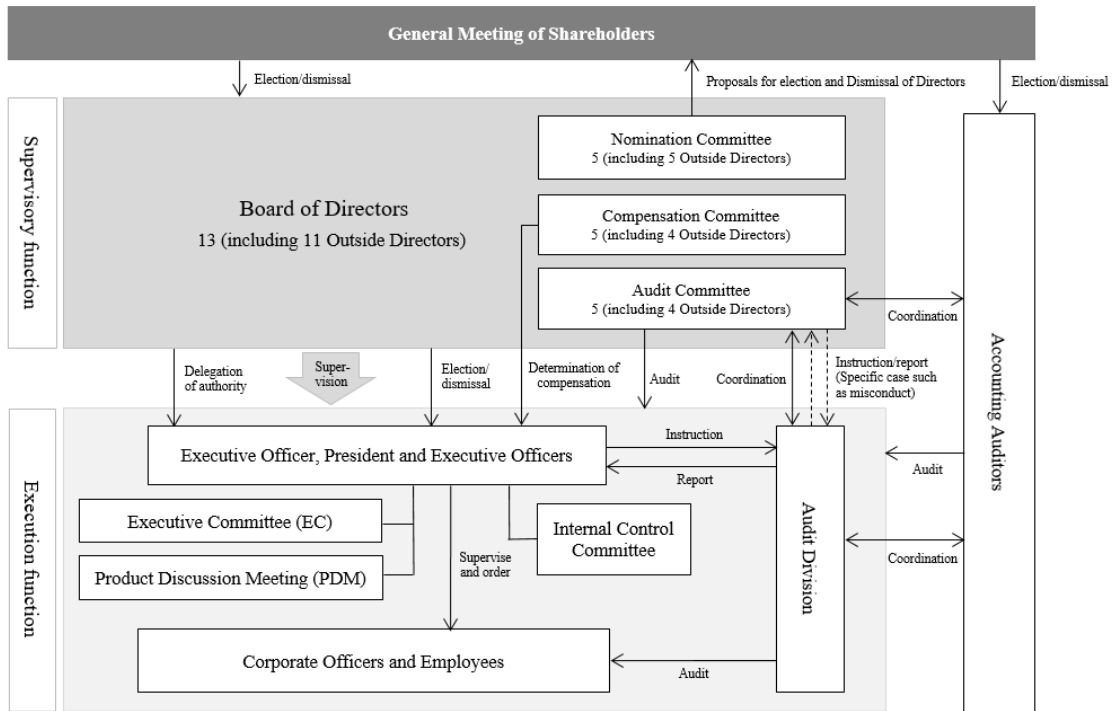 General Meeting of Shareholders
Election/dismissal
Proposals for election and Dismissal of Directors
Election/dismissal
Supervisory function
Board of Directors
13 (including 11 Outside Directors)
Nomination Committee
5 (including 5 Outside Directors)
Compensation Committee
5 (including 4 Outside Directors)
Audit Committee
5 (including 4 Outside Directors)
Coordination
Accounting Auditors
Delegation
of authority
Super-
vision
Election/
dismissal
Determination of
compensation
Audit
Coordination
Instruction/report
(Specific case such
as misconduct)
Execution function
Executive Officer, President and Executive Officers
Instruction
Report
Audit
Executive Committee (EC)
Product Discussion Meeting (PDM)
Supervise
and order
Internal Control
Committee
Audit Division
Coordination
Corporate Officers and Employees
Audit